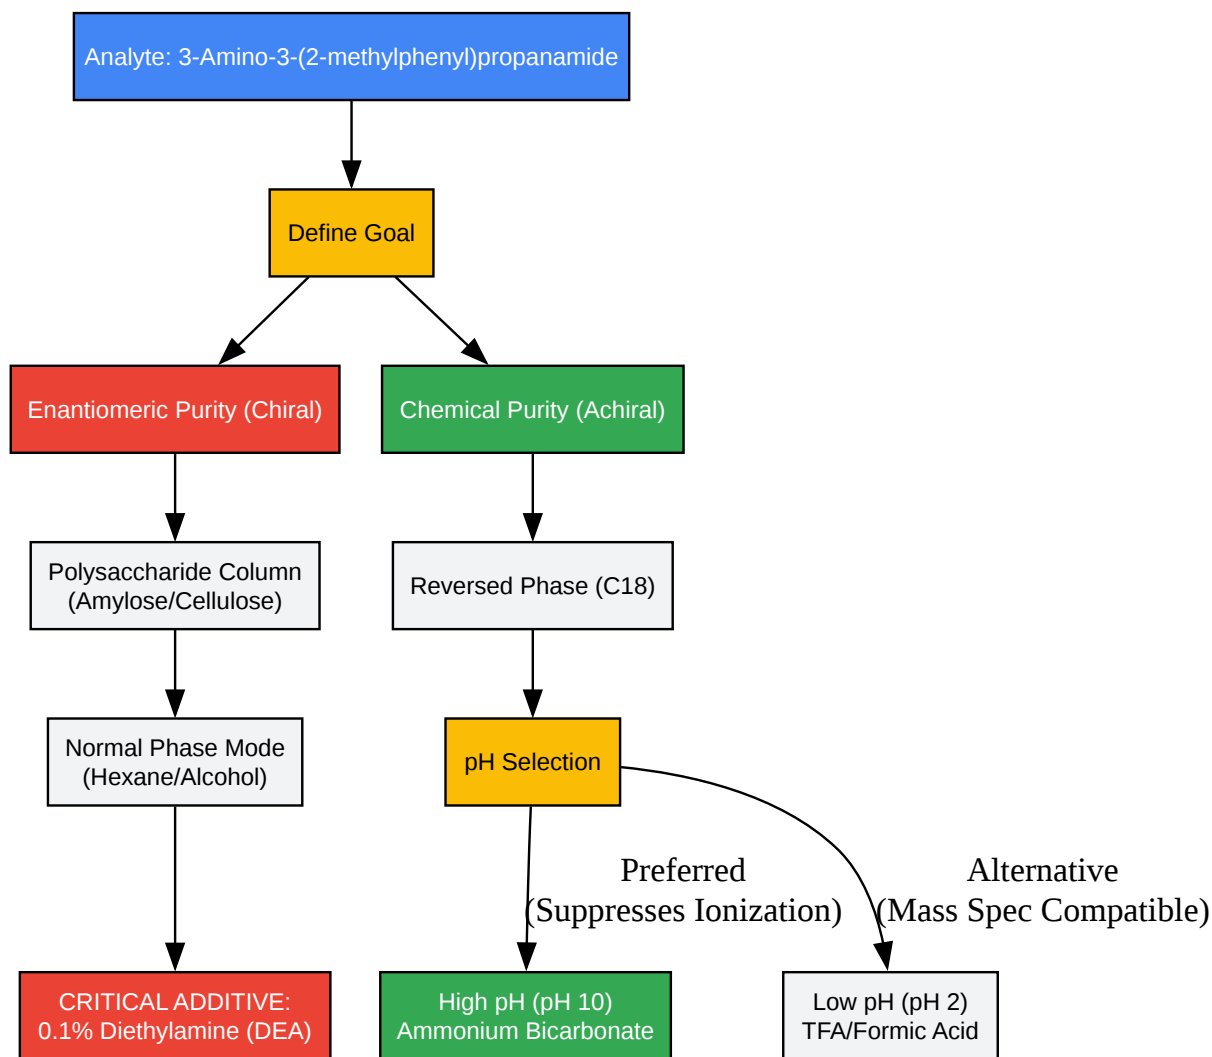 Analyte: 3-Amino-3-(2-methylphenyl)propanamide
Define Goal
Enantiomeric Purity (Chiral)
Chemical Purity (Achiral)
Polysaccharide Column
(Amylose/Cellulose)
Reversed Phase (C18)
Normal Phase Mode
(Hexane/Alcohol)
pH Selection
Preferred
(Suppresses Ionization)
Alternative
(Mass Spec Compatible)
CRITICAL ADDITIVE:
0.1% Diethylamine (DEA)
High pH (pH 10)
Ammonium Bicarbonate
Low pH (pH 2)
TFA/Formic Acid